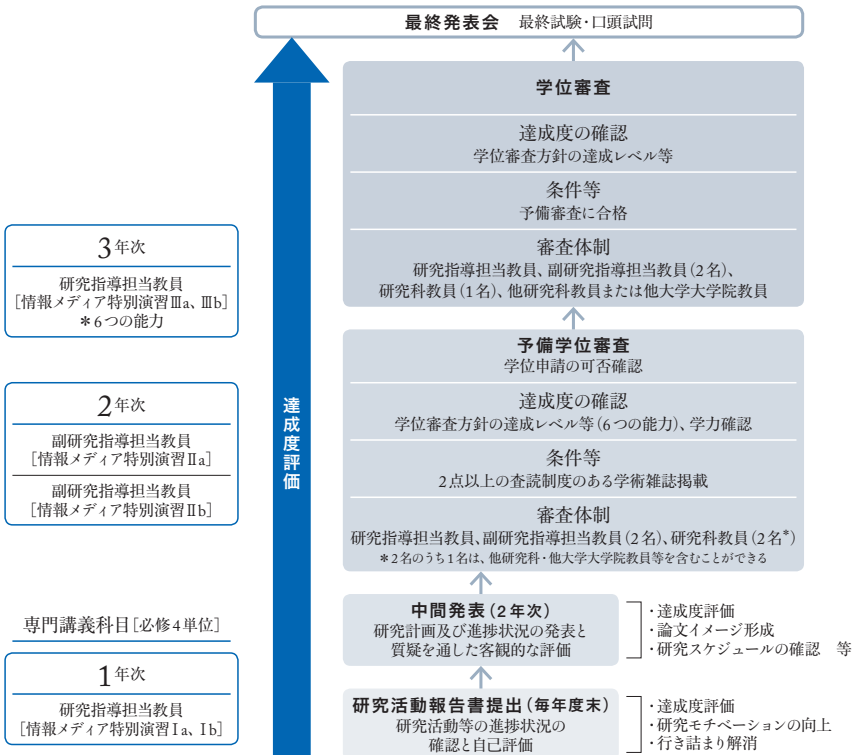 最終発表会 最終試験・口頭試問
学位審査
達成度の確認
学位審査方針の達成レベル等
条件等
予備審査に合格
審査体制
研究指導担当教員、副研究指導担当教員(2名)、
研究科教員(1名)、他研究科教員または他大学大学院教員
予備学位審査
学位申請の可否確認
達成度の確認
学位審査方針の達成レベル等(6つの能力)、学力確認
条件等
2点以上の査読制度のある学術雑誌掲載
審査体制
研究指導担当教員、副研究指導担当教員(2名)、研究科教員(2名*)
*2名のうち1名は、他研究科・他大学大学院教員等を含むことができる
中間発表(2年次)
研究計画及び進捗状況の発表と
質疑を通した客観的な評価
・達成度評価
・論文イメージ形成
・研究スケジュールの確認 等
研究活動報告書提出(毎年度末)
研究活動等の進捗状況の
確認と自己評価
・達成度評価
・研究モチベーションの向上
・行き詰まり解消
達成度評価
3年次
研究指導担当教員
[情報メディア特別演習Ⅲa、Ⅲb]
*6つの能力
2年次
副研究指導担当教員
[情報メディア特別演習Ⅱa]
副研究指導担当教員
[情報メディア特別演習Ⅱb]
専門講義科目[必修4単位]
1年次
研究指導担当教員
[情報メディア特別演習Ⅰa、Ⅰb]